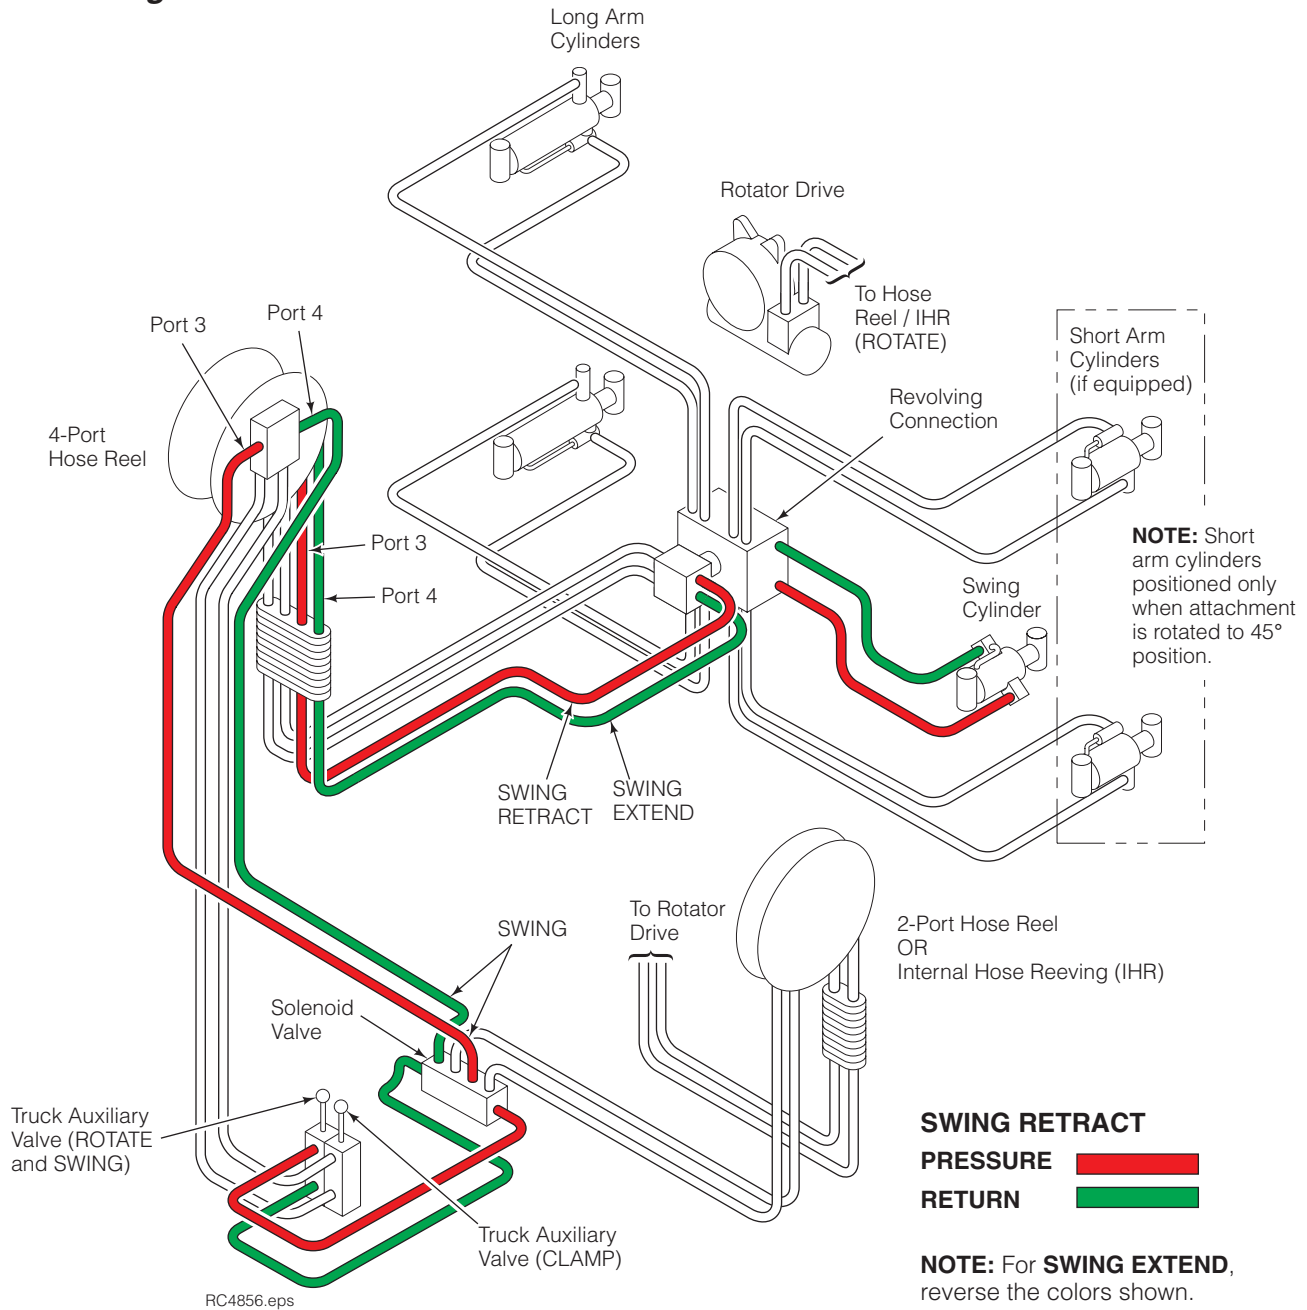 Long Arm
Cylinders
Rotator Drive
To Hose
Reel / IHR
(ROTATE)
Port 3
Port 4
4-Port
Hose Reel
Short Arm
Cylinders
(if equipped)
Revolving
Connection
NOTE: Short
arm cylinders
positioned only
when attachment
is rotated to 45°
position.
Port 3
Port 4
Swing
Cylinder
SWING
RETRACT
SWING
EXTEND
To Rotator
Drive
2-Port Hose Reel
OR
Internal Hose Reeving (IHR)
SWING
Solenoid
Valve
Truck Auxiliary
Valve (ROTATE
and SWING)
Truck Auxiliary
Valve (CLAMP)
SWING RETRACT
PRESSURE
RETURN
NOTE: For SWING EXTEND,
reverse the colors shown.
RC4856.eps